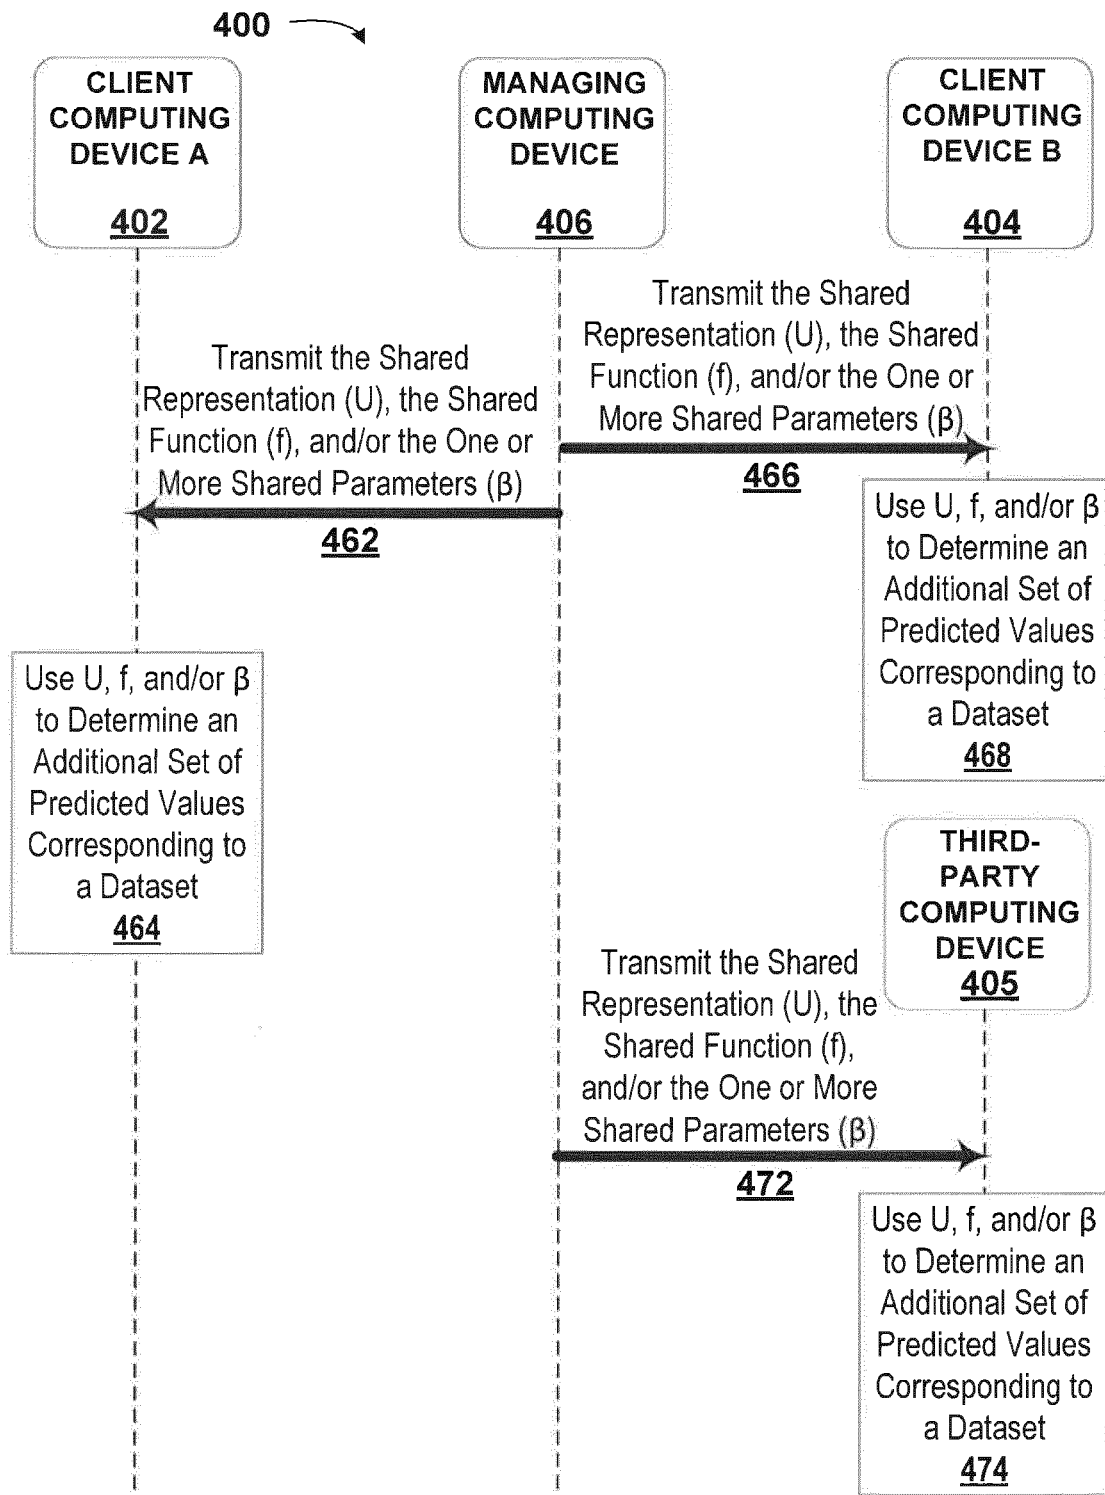 400
CLIENT
COMPUTING
DEVICE A
402
MANAGING
COMPUTING
DEVICE
406
CLIENT
COMPUTING
DEVICE B
404
Transmit the Shared
Representation (U), the Shared
Function (f), and/or the One or
More Shared Parameters (β)
466
Transmit the Shared
Representation (U), the Shared
Function (f), and/or the One or
More Shared Parameters (β)
462
Use U, f, and/or β
to Determine an
Additional Set of
Predicted Values
Corresponding to
a Dataset
468
Use U, f, and/or β
to Determine an
Additional Set of
Predicted Values
Corresponding to
a Dataset
464
THIRD-
PARTY
COMPUTING
DEVICE
405
Transmit the Shared
Representation (U), the
Shared Function (f),
and/or the One or More
Shared Parameters (β)
472
Use U, f, and/or β
to Determine an
Additional Set of
Predicted Values
Corresponding to
a Dataset
474